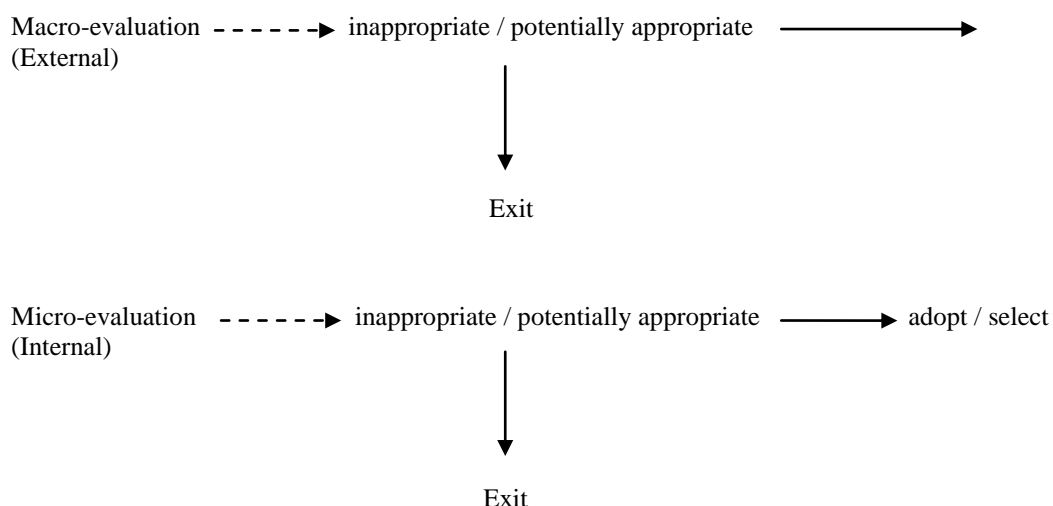 Macro-evaluation inappropriate / potentially appropriate
(External)
Exit
Micro-evaluation inappropriate / potentially appropriate adopt / select
(Internal)
Exit